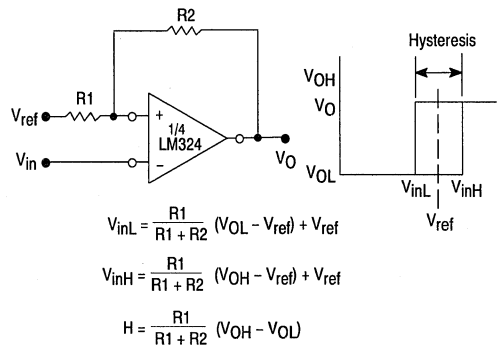 R2
Hysteresis
VOH
VO
VOL
VinL
VinH
Vref
R1
Vref
+
1/4
LM324
−
Vin
VO
VinL = R1 / R1 + R2 (VOL − Vref) + Vref
VinH = R1 / R1 + R2 (VOH − Vref) + Vref
H = R1 / R1 + R2 (VOH − VOL)